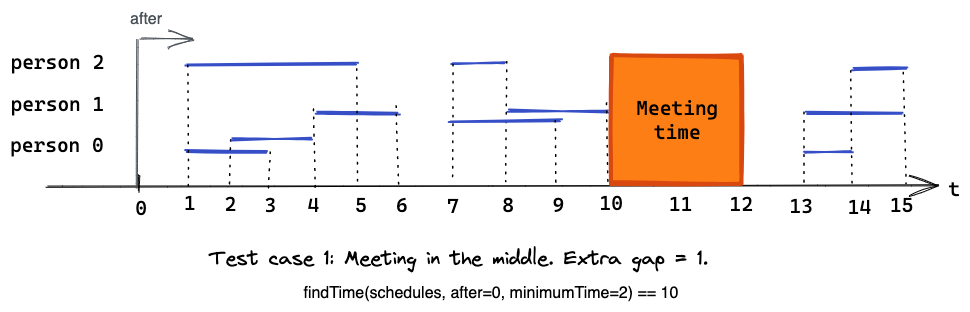 after
person 2
person 1
person 0
Meeting
time
0 1 2 3 4 5 6 7 8 9 10 11 12 13 14 15 t
Test case 1: Meeting in the middle. Extra gap = 1.
findTime(schedules, after=0, minimumTime=2) == 10